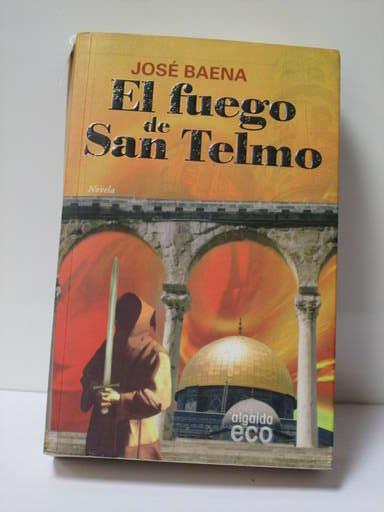 JOSÉ BAENA
El fuego
de
San Telmo
Novela
algaida
eco